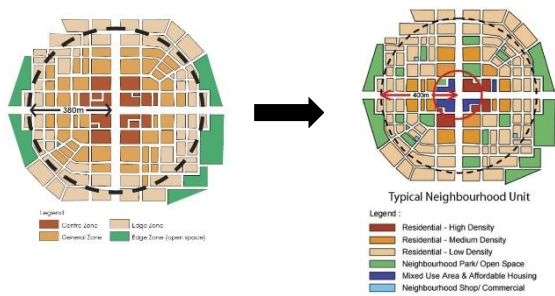 380m
Legend
Centre Zone
General Zone
Edge Zone
Edge Zone (open space)
400m
Typical Neighbourhood Unit
Legend :
Residential - High Density
Residential - Medium Density
Residential - Low Density
Neighbourhood Park/ Open Space
Mixed Use Area & Affordable Housing
Neighbourhood Shop/ Commercial